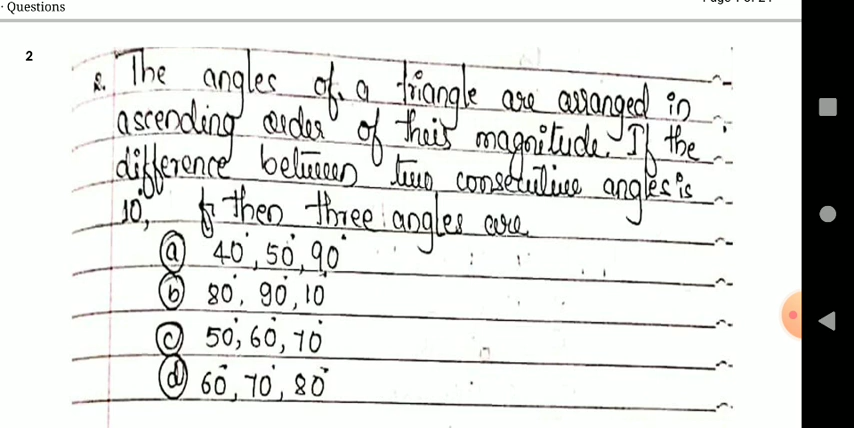 · Questions
2
2. The angles of a triangle are arranged in
ascending order of their magnitude. If the
difference between two consecutive angles is
10°, then three angles are
(a) 40°, 50°, 90°
(b) 80°, 90°, 10
(c) 50°, 60°, 70°
(d) 60°, 70°, 80°